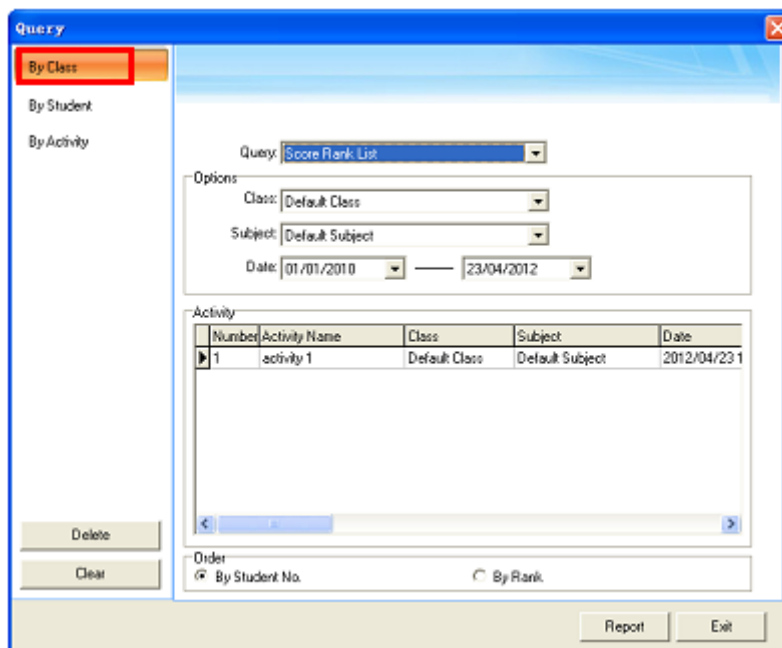 Query
By Class
By Student
By Activity
Query: Score Rank List
Options
Class: Default Class
Subject: Default Subject
Date: 01/01/2010 — 23/04/2012
Activity
Number Activity Name Class Subject Date
1 activity 1 Default Class Default Subject 2012/04/23 1
Delete
Clear
Order
By Student No. By Rank
Report Exit